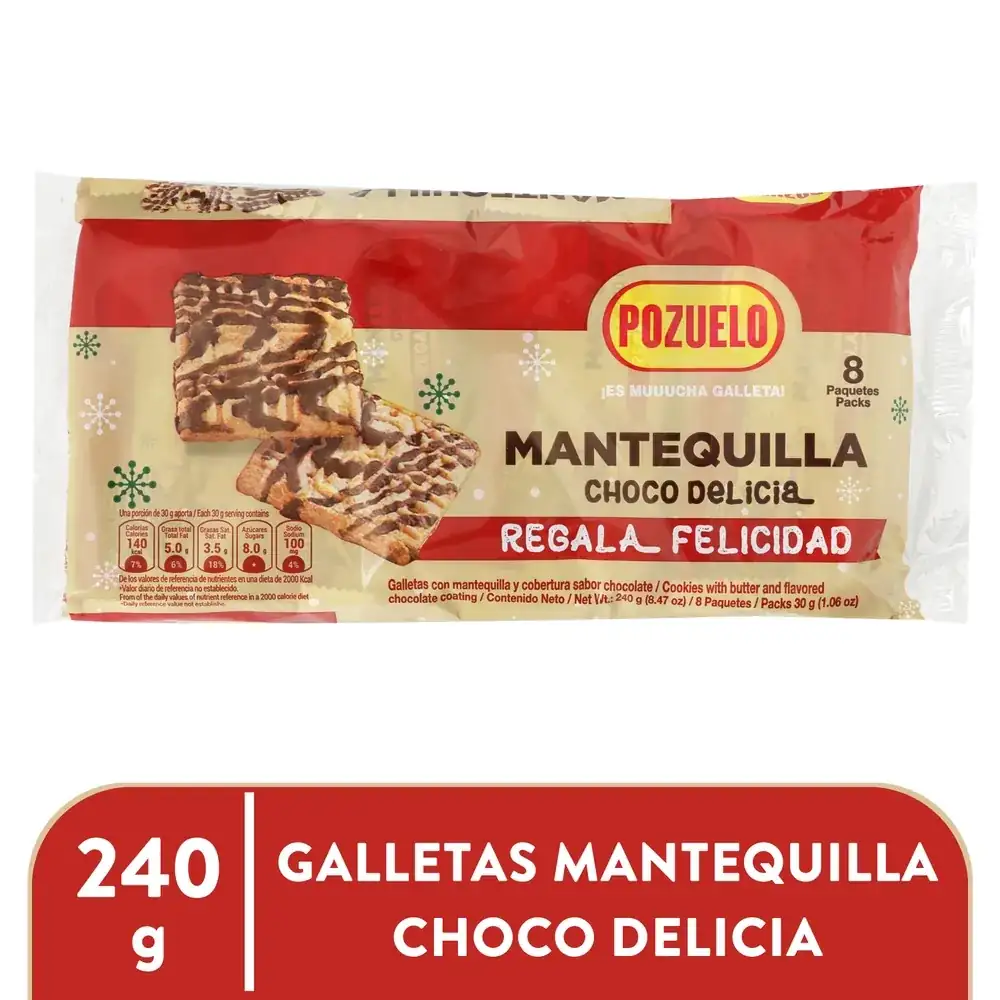 POZUELO
¡ES MUUUCHA GALLETA!
8
Paquetes
Packs
MANTEQUILLA
CHOCO DELICIA
REGALA FELICIDAD
Una porción de 30 g aporta / Each 30 g serving contains
Calorías Calories 140 kcal 7%
Grasa total Total Fat 5.0 g 6%
Grasas Sat. Sat. Fat 3.5 g 18%
Azúcares Sugars 8.0 g *
Sodio Sodium 100 mg 4%
De los valores de referencia de nutrientes en una dieta de 2000 Kcal
*Valor diario de referencia no establecido.
From of the daily values of nutrient reference in a 2000 calorie diet
*Daily reference value not establishe.
Galletas con mantequilla y cobertura sabor chocolate / Cookies with butter and flavored
chocolate coating / Contenido Neto / Net Wt.: 240 g (8.47 oz) / 8 Paquetes / Packs 30 g (1.06 oz)
240
g
GALLETAS MANTEQUILLA
CHOCO DELICIA